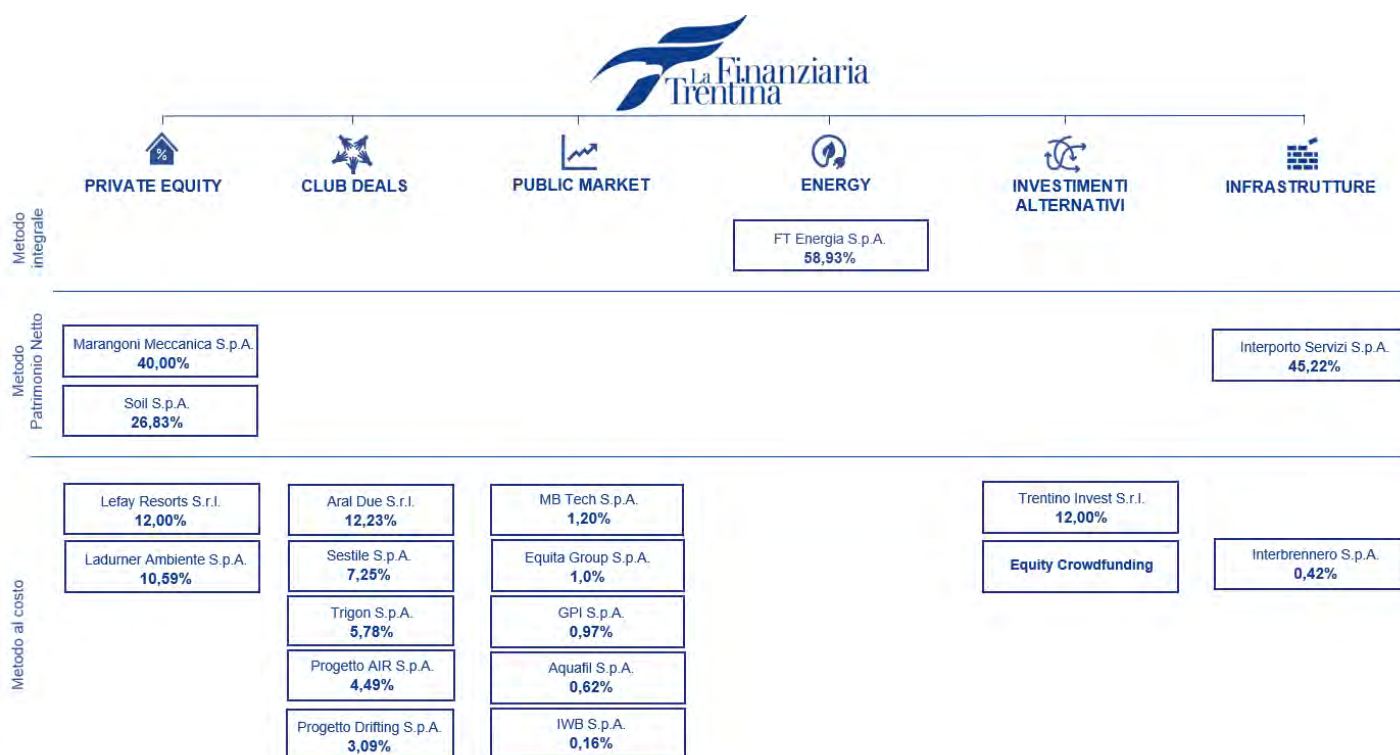 La Finanziaria
Trentina
PRIVATE EQUITY
CLUB DEALS
PUBLIC MARKET
ENERGY
INVESTIMENTI
ALTERNATIVI
INFRASTRUTTURE
Metodo
integrale
FT Energia S.p.A.
58,93%
Metodo
Patrimonio Netto
Marangoni Meccanica S.p.A.
40,00%
Soil S.p.A.
26,83%
Interporto Servizi S.p.A.
45,22%
Metodo al costo
Lefay Resorts S.r.l.
12,00%
Ladurner Ambiente S.p.A.
10,59%
Aral Due S.r.l.
12,23%
Sestile S.p.A.
7,25%
Trigon S.p.A.
5,78%
Progetto AIR S.p.A.
4,49%
Progetto Drifting S.p.A.
3,09%
MB Tech S.p.A.
1,20%
Equita Group S.p.A.
1,0%
GPI S.p.A.
0,97%
Aquafil S.p.A.
0,62%
IWB S.p.A.
0,16%
Trentino Invest S.r.l.
12,00%
Equity Crowdfunding
Interbrennero S.p.A.
0,42%